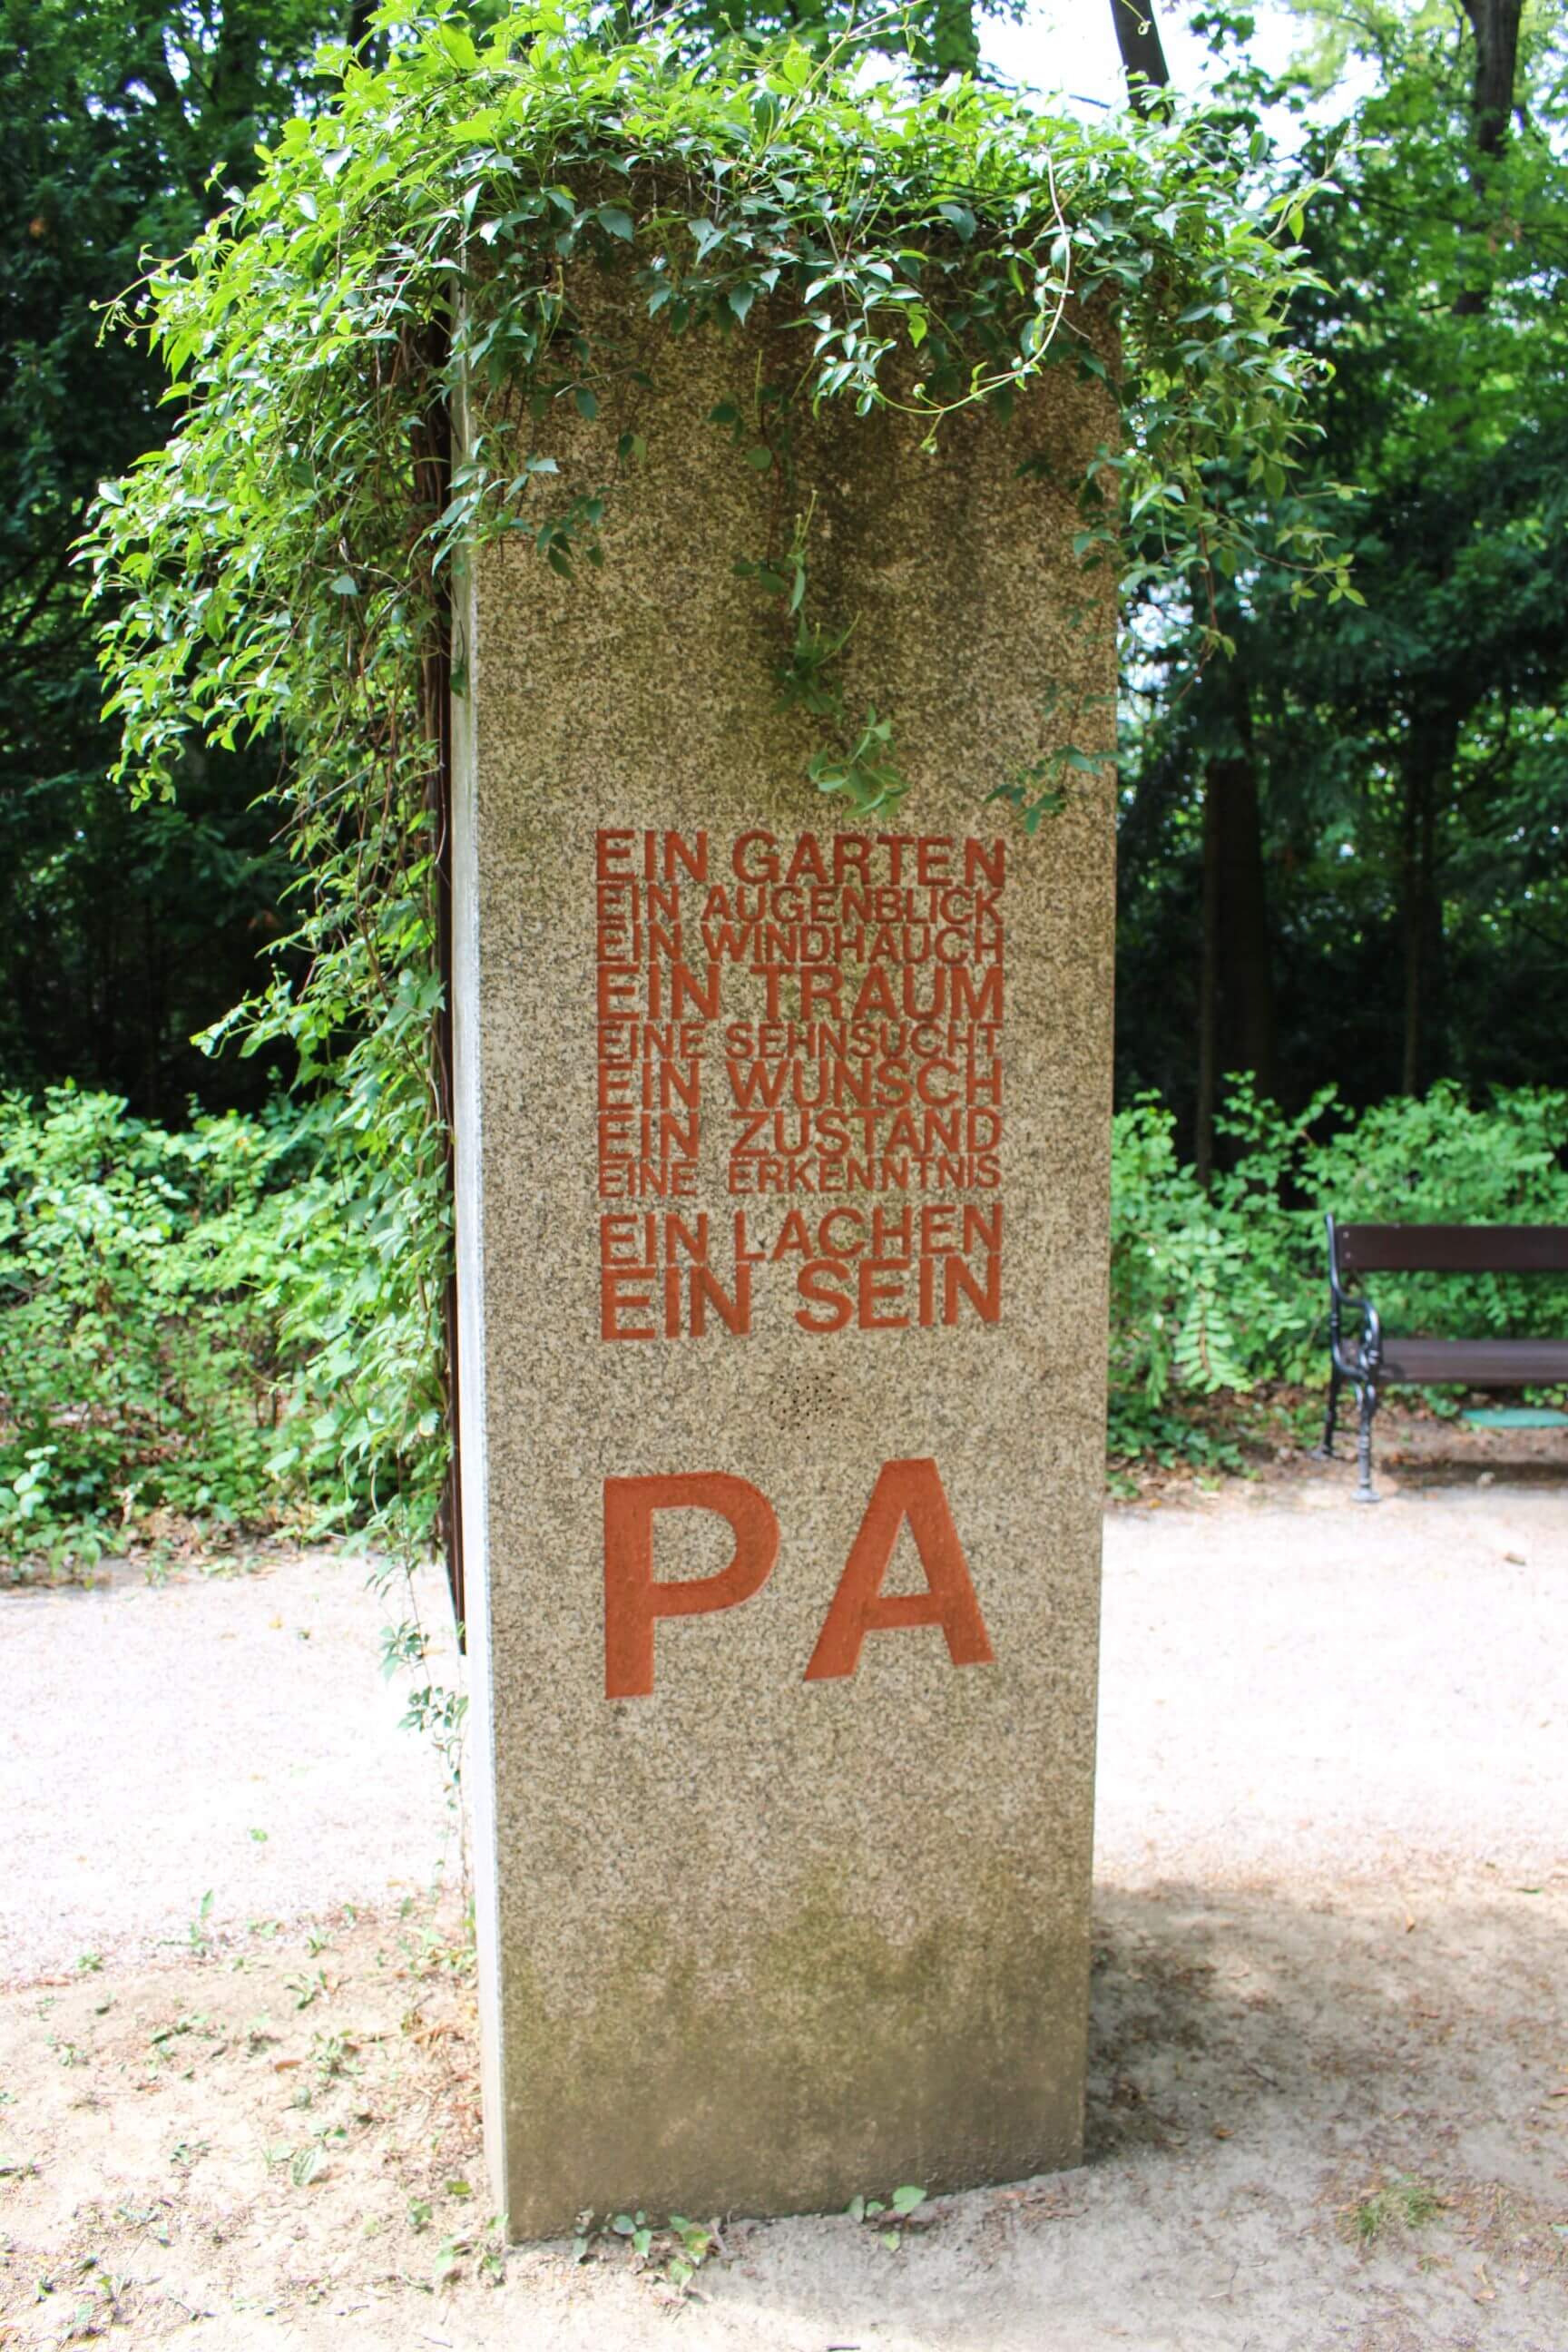 EIN GARTEN
EIN AUGENBLICK
EIN WINDHAUCH
EIN TRAUM
EINE SEHNSUCHT
EIN WUNSCH
EIN ZUSTAND
EINE ERKENNTNIS
EIN LACHEN
EIN SEIN
PA